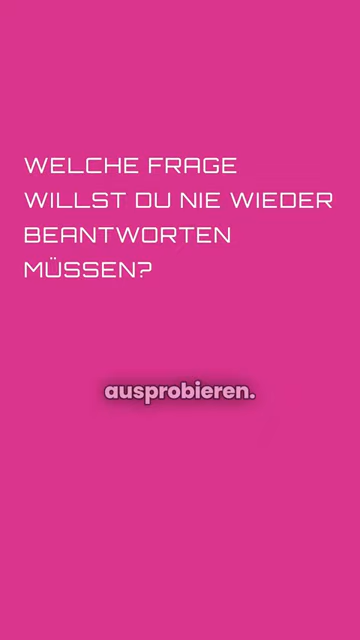 WELCHE FRAGE
WILLST DU NIE WIEDER
BEANTWORTEN
MÜSSEN?
ausprobieren.